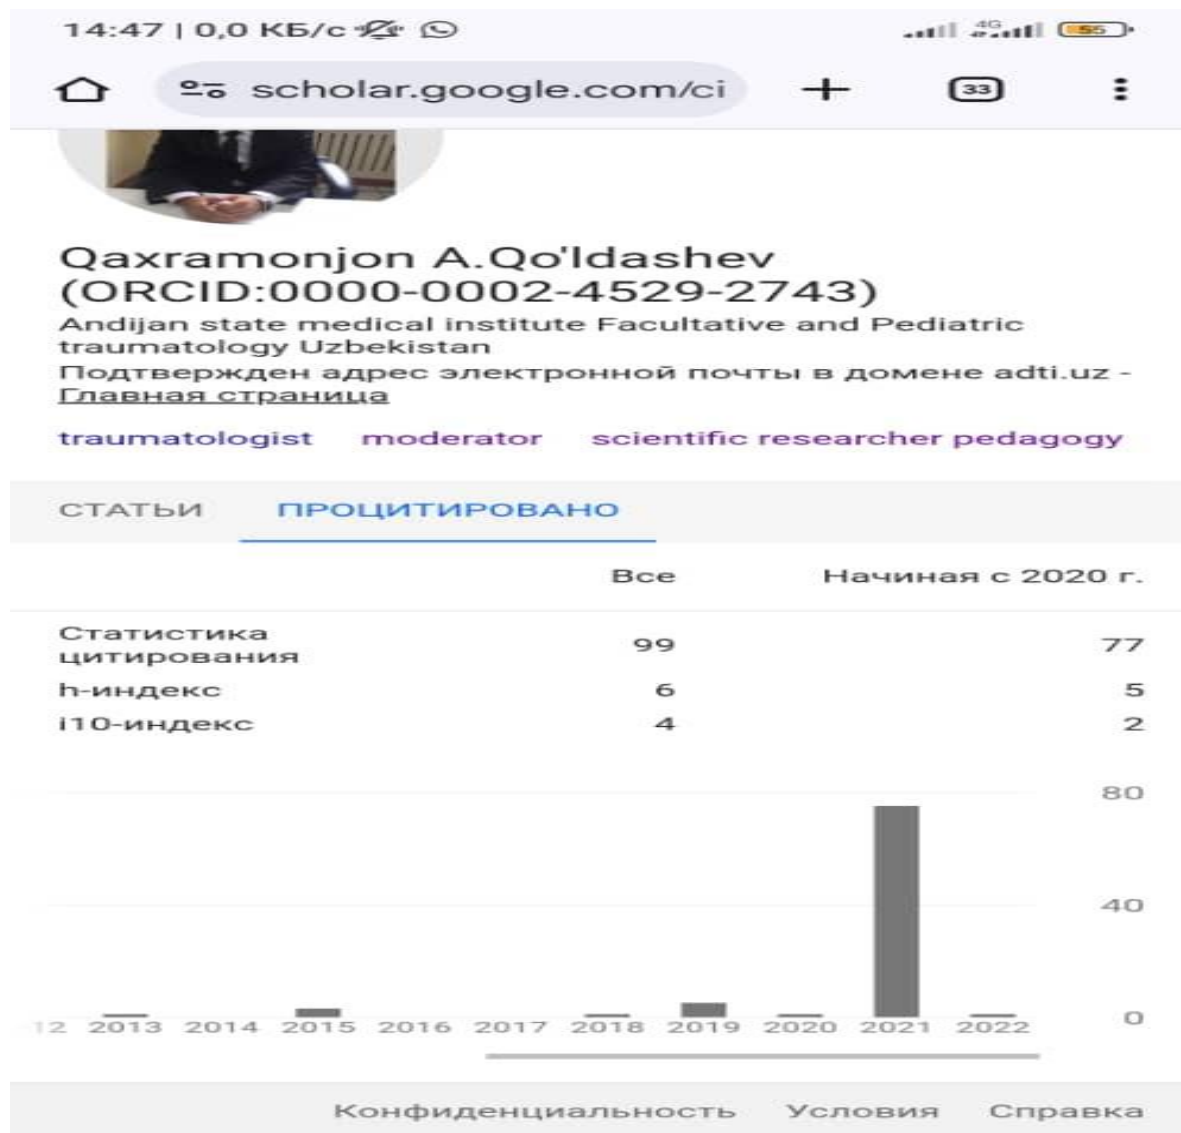 14:47 | 0,0 КБ/с 4G 55
scholar.google.com/ci 33
Qaxramonjon A.Qo'ldashev
(ORCID:0000-0002-4529-2743)
Andijan state medical institute Facultative and Pediatric
traumatology Uzbekistan
Подтвержден адрес электронной почты в домене adti.uz -
Главная страница
traumatologist moderator scientific researcher pedagogy
СТАТЬИ ПРОЦИТИРОВАНО
Все Начиная с 2020 г.
Статистика
цитирования 99 77
h-индекс 6 5
i10-индекс 4 2
80
40
0
12 2013 2014 2015 2016 2017 2018 2019 2020 2021 2022
Конфиденциальность Условия Справка